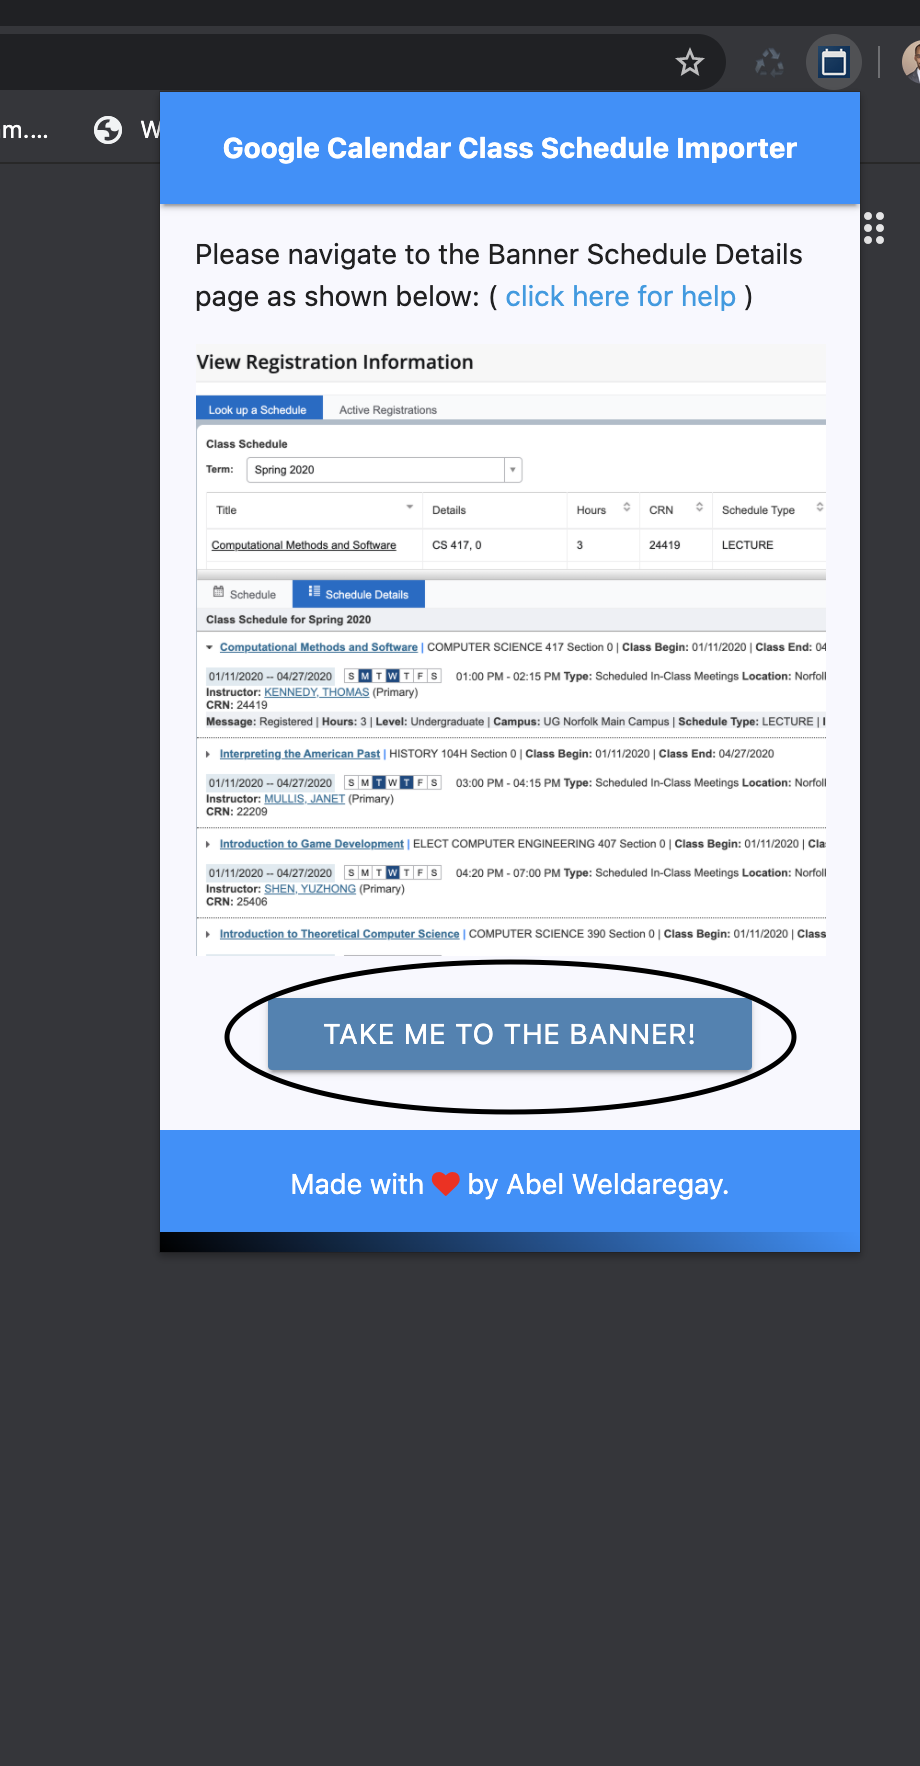 m....
W
Google Calendar Class Schedule Importer
Please navigate to the Banner Schedule Details
page as shown below: ( click here for help )
View Registration Information
Look up a Schedule Active Registrations
Class Schedule
Term: Spring 2020
Title Details Hours CRN Schedule Type
Computational Methods and Software CS 417, 0 3 24419 LECTURE
Schedule Schedule Details
Class Schedule for Spring 2020
Computational Methods and Software | COMPUTER SCIENCE 417 Section 0 | Class Begin: 01/11/2020 | Class End: 04
01/11/2020 -- 04/27/2020 S M T W T F S 01:00 PM - 02:15 PM Type: Scheduled In-Class Meetings Location: Norfol
Instructor: KENNEDY, THOMAS (Primary)
CRN: 24419
Message: Registered | Hours: 3 | Level: Undergraduate | Campus: UG Norfolk Main Campus | Schedule Type: LECTURE |
Interpreting the American Past | HISTORY 104H Section 0 | Class Begin: 01/11/2020 | Class End: 04/27/2020
01/11/2020 -- 04/27/2020 S M T W T F S 03:00 PM - 04:15 PM Type: Scheduled In-Class Meetings Location: Norfol
Instructor: MULLIS, JANET (Primary)
CRN: 22209
Introduction to Game Development | ELECT COMPUTER ENGINEERING 407 Section 0 | Class Begin: 01/11/2020 | Cla
01/11/2020 -- 04/27/2020 S M T W T F S 04:20 PM - 07:00 PM Type: Scheduled In-Class Meetings Location: Norfol
Instructor: SHEN, YUZHONG (Primary)
CRN: 25406
Introduction to Theoretical Computer Science | COMPUTER SCIENCE 390 Section 0 | Class Begin: 01/11/2020 | Class
TAKE ME TO THE BANNER!
Made with ❤ by Abel Weldaregay.